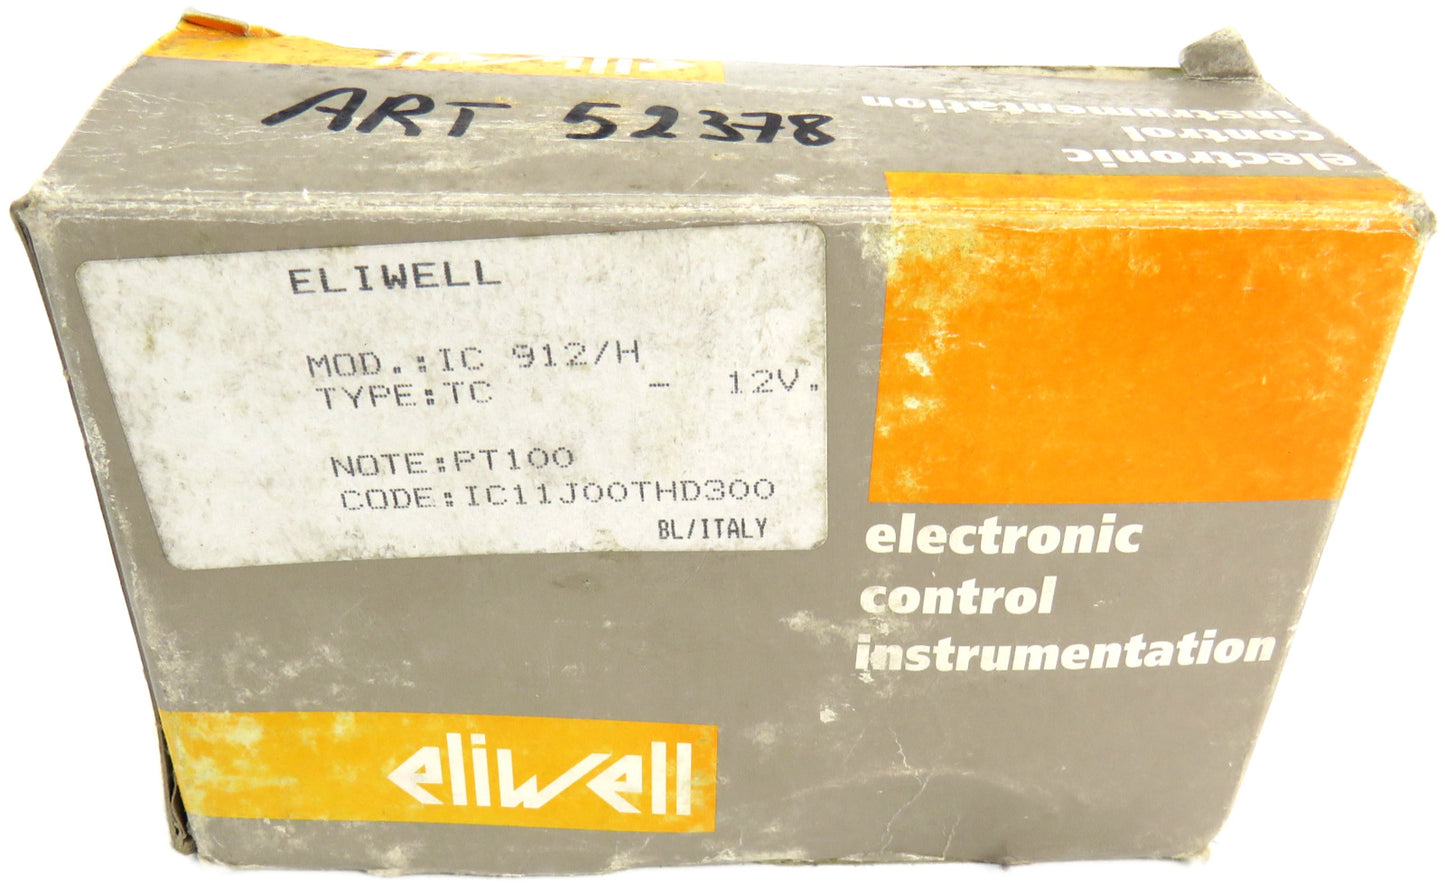 eliwell
ART 52378
electronic
control
instrumentation
ELIWELL
MOD.:IC 912/H
TYPE:TC - 12V.
NOTE:PT100
CODE:IC11J00THD300
BL/ITALY
electronic
control
instrumentation
eliwell